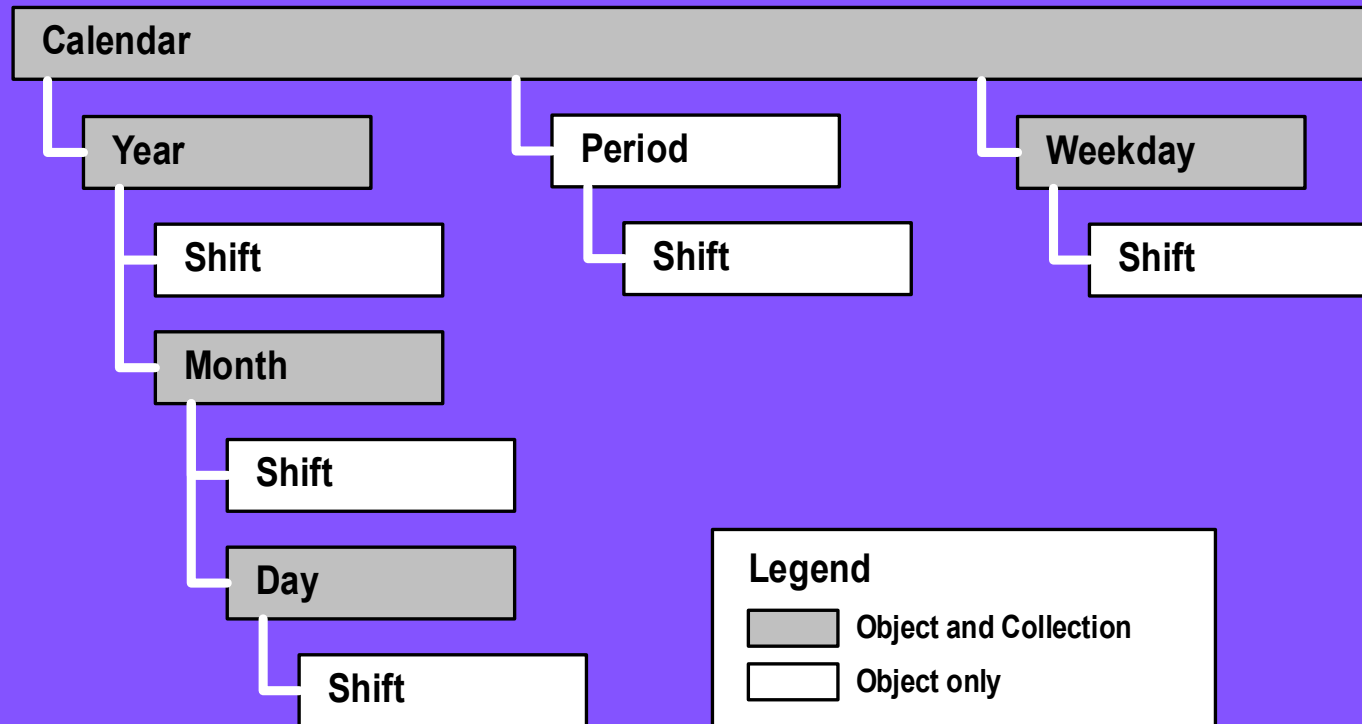 Calendar
Year
Period
Weekday
Shift
Shift
Shift
Month
Shift
Day
Shift
Legend
Object and Collection
Object only